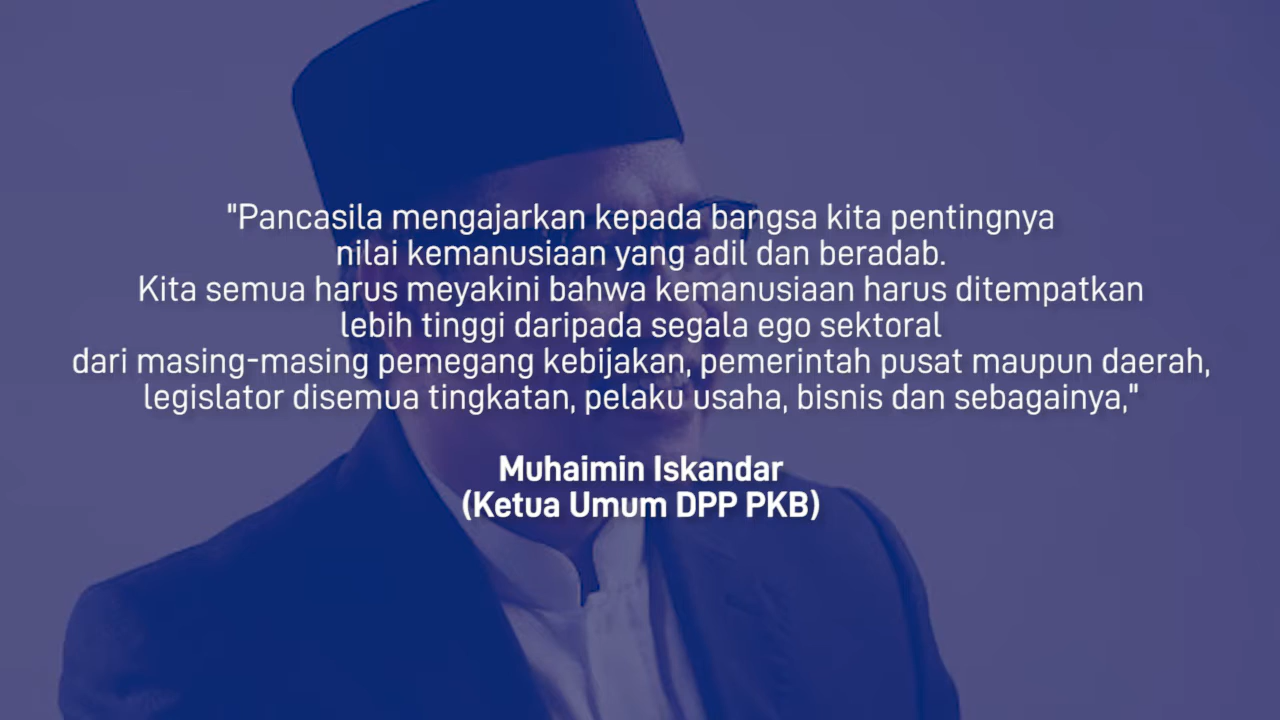 "Pancasila mengajarkan kepada bangsa kita pentingnya
nilai kemanusiaan yang adil dan beradab.
Kita semua harus meyakini bahwa kemanusiaan harus ditempatkan
lebih tinggi daripada segala ego sektoral
dari masing-masing pemegang kebijakan, pemerintah pusat maupun daerah,
legislator disemua tingkatan, pelaku usaha, bisnis dan sebagainya,"
Muhaimin Iskandar
(Ketua Umum DPP PKB)